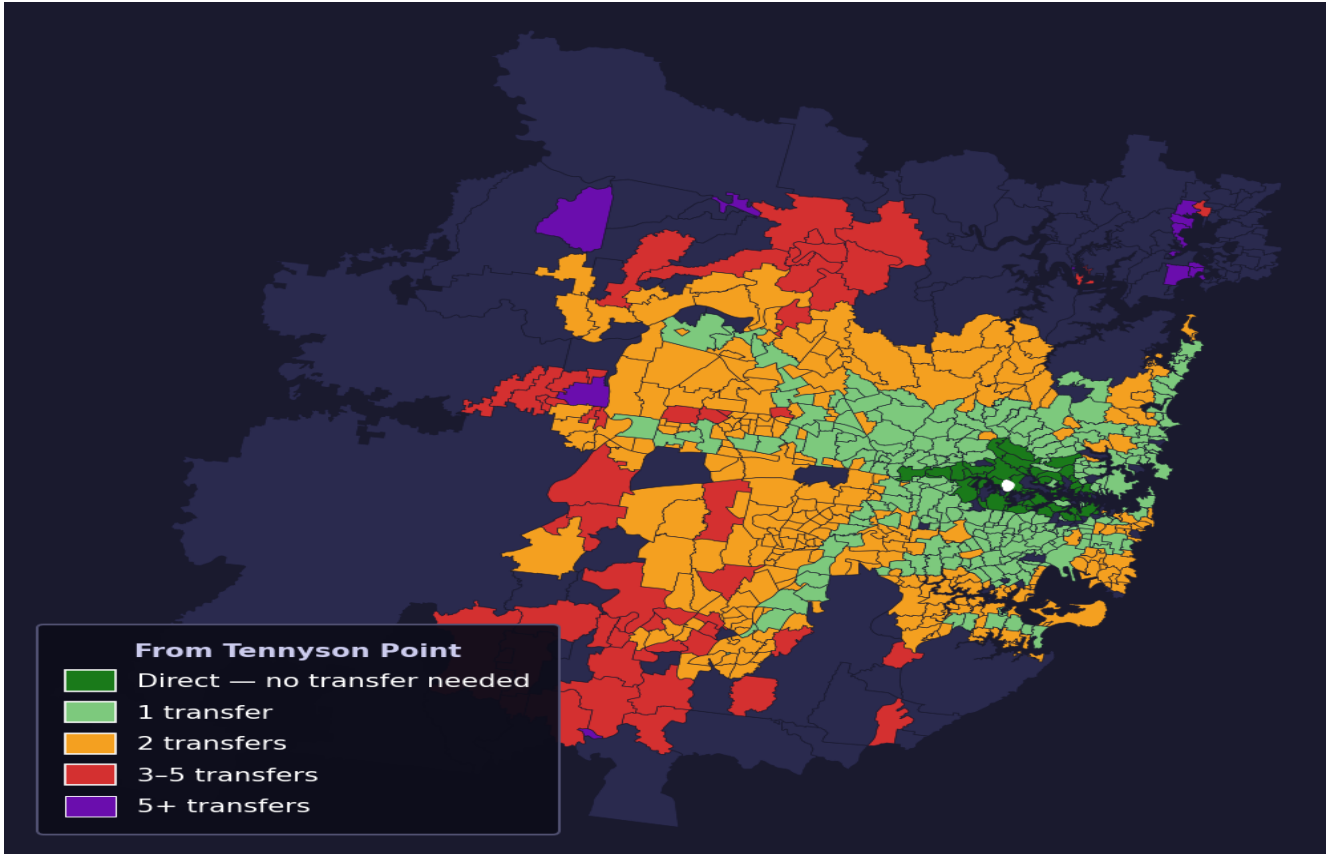 From Tennyson Point
Direct — no transfer needed
1 transfer
2 transfers
3–5 transfers
5+ transfers